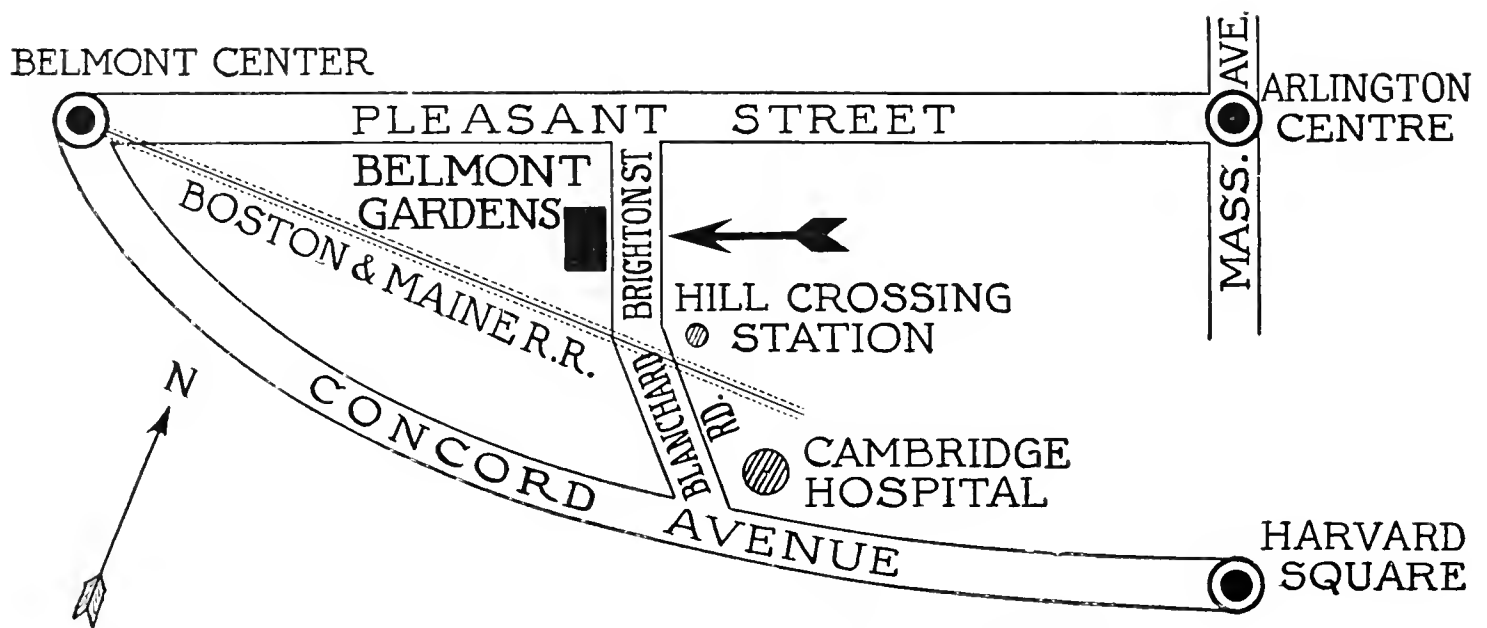 BELMONT CENTER
PLEASANT STREET
MASS. AVE.
ARLINGTON
CENTRE
BELMONT
GARDENS
BRIGHTON ST
BOSTON & MAINE R.R.
HILL CROSSING
STATION
N
CONCORD AVENUE
BLANCHARD RD.
CAMBRIDGE
HOSPITAL
HARVARD
SQUARE